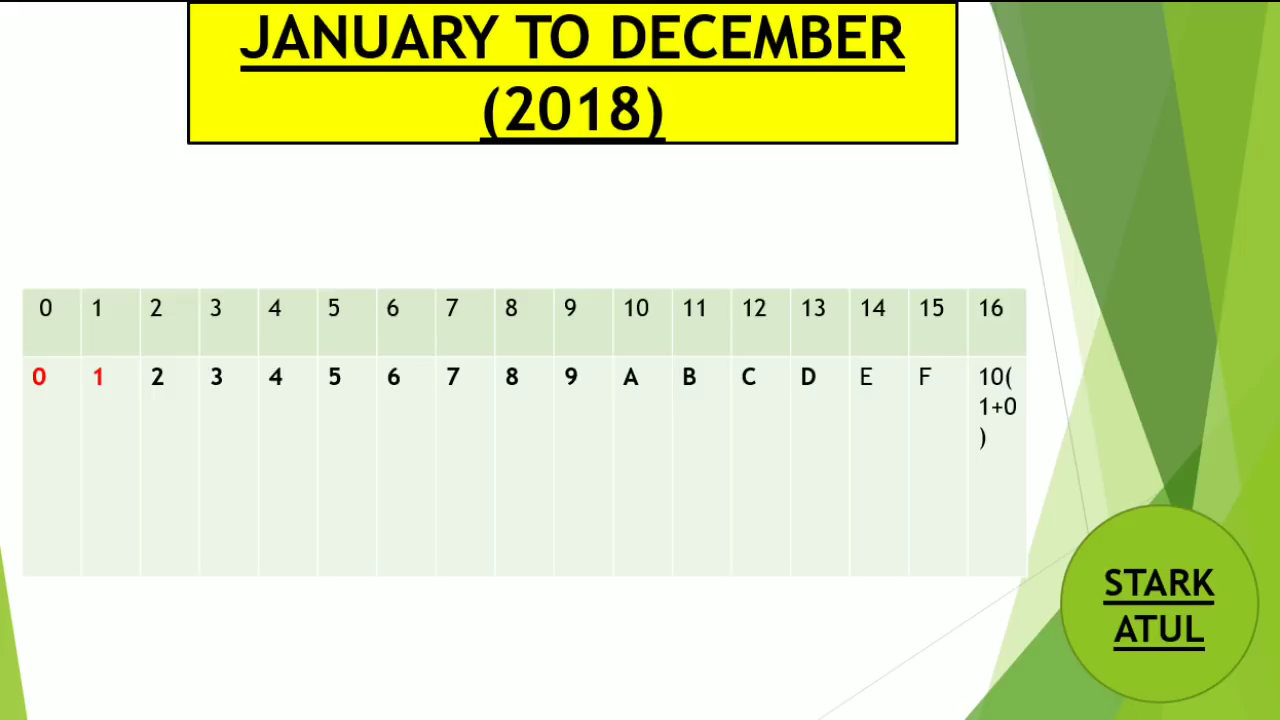 JANUARY TO DECEMBER
(2018)
0 1 2 3 4 5 6 7 8 9 10 11 12 13 14 15 16
0 1 2 3 4 5 6 7 8 9 A B C D E F 10(
1+0
)
STARK
ATUL